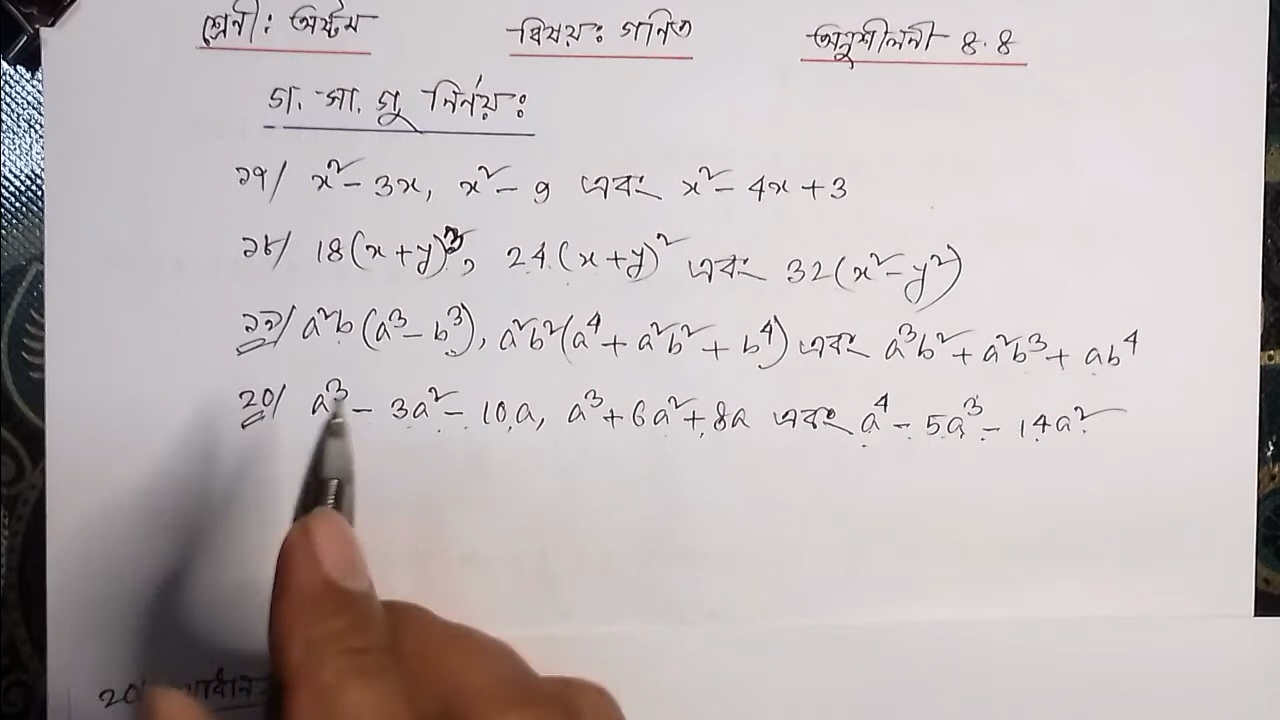 শ্রেণী: অষ্টম বিষয়: গনিত অনুশীলনী ৪.৪
গ. সা. গু নির্ণয়:
১৭/ x² - 3x, x² - 9 এবং x² - 4x + 3
১৮/ 18(x+y)³, 24(x+y)² এবং 32(x² - y²)
১৯/ a²b(a³ - b³), a²b²(a⁴ + a²b² + b⁴) এবং a³b² + a²b³ + ab⁴
২০/ a³ - 3a² - 10a, a³ + 6a² + 8a এবং a⁴ - 5a³ - 14a²